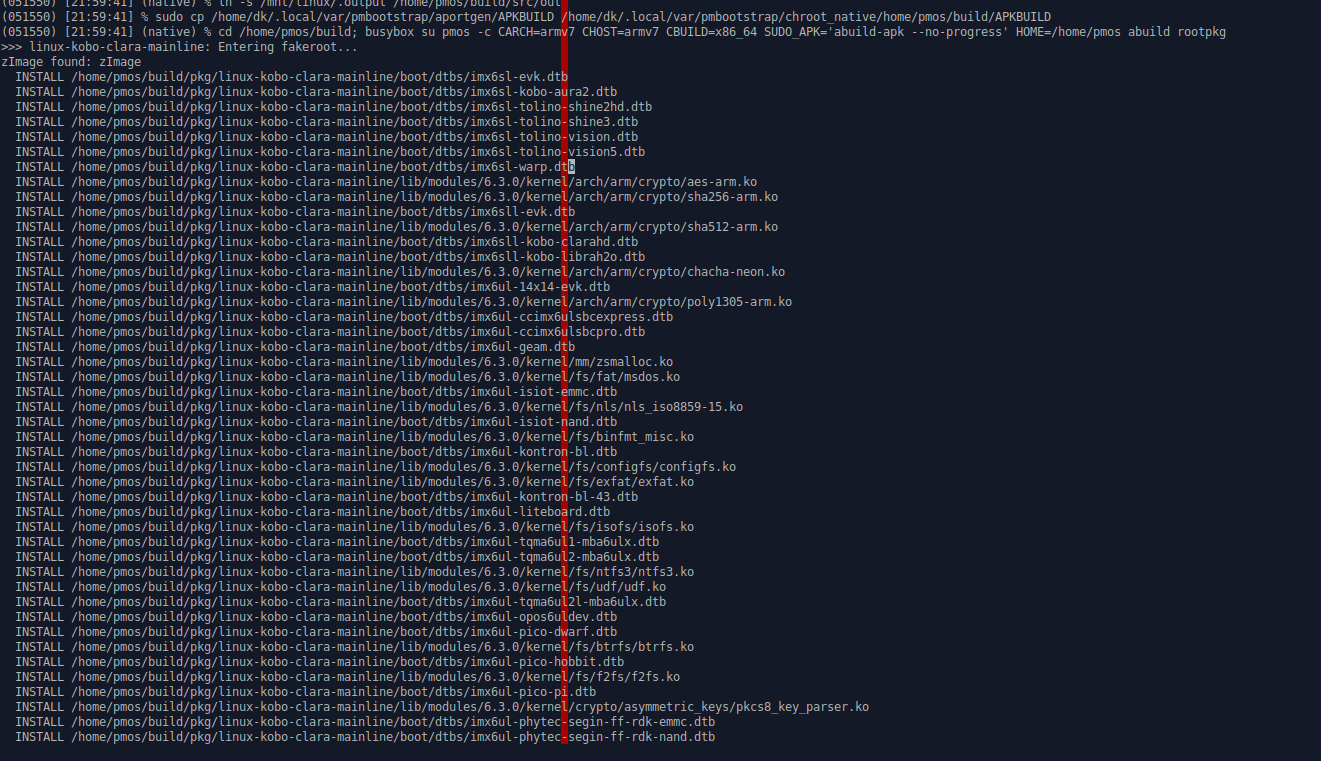 (051550) [21:59:41] (native) % ln -s /mnt/linux/.output /home/pmos/build/src/out
(051550) [21:59:41] % sudo cp /home/dk/.local/var/pmbootstrap/aportgen/APKBUILD /home/dk/.local/var/pmbootstrap/chroot_native/home/pmos/build/APKBUILD
(051550) [21:59:41] (native) % cd /home/pmos/build; busybox su pmos -c CARCH=armv7 CHOST=armv7 CBUILD=x86_64 SUDO_APK='abuild-apk --no-progress' HOME=/home/pmos abuild rootpkg
>>> linux-kobo-clara-mainline: Entering fakeroot...
zImage found: zImage
INSTALL /home/pmos/build/pkg/linux-kobo-clara-mainline/boot/dtbs/imx6sl-evk.dtb
INSTALL /home/pmos/build/pkg/linux-kobo-clara-mainline/boot/dtbs/imx6sl-kobo-aura2.dtb
INSTALL /home/pmos/build/pkg/linux-kobo-clara-mainline/boot/dtbs/imx6sl-tolino-shine2hd.dtb
INSTALL /home/pmos/build/pkg/linux-kobo-clara-mainline/boot/dtbs/imx6sl-tolino-shine3.dtb
INSTALL /home/pmos/build/pkg/linux-kobo-clara-mainline/boot/dtbs/imx6sl-tolino-vision.dtb
INSTALL /home/pmos/build/pkg/linux-kobo-clara-mainline/boot/dtbs/imx6sl-tolino-vision5.dtb
INSTALL /home/pmos/build/pkg/linux-kobo-clara-mainline/boot/dtbs/imx6sl-warp.dtb
INSTALL /home/pmos/build/pkg/linux-kobo-clara-mainline/lib/modules/6.3.0/kernel/arch/arm/crypto/aes-arm.ko
INSTALL /home/pmos/build/pkg/linux-kobo-clara-mainline/lib/modules/6.3.0/kernel/arch/arm/crypto/sha256-arm.ko
INSTALL /home/pmos/build/pkg/linux-kobo-clara-mainline/boot/dtbs/imx6sll-evk.dtb
INSTALL /home/pmos/build/pkg/linux-kobo-clara-mainline/lib/modules/6.3.0/kernel/arch/arm/crypto/sha512-arm.ko
INSTALL /home/pmos/build/pkg/linux-kobo-clara-mainline/boot/dtbs/imx6sll-kobo-clarahd.dtb
INSTALL /home/pmos/build/pkg/linux-kobo-clara-mainline/boot/dtbs/imx6sll-kobo-librah2o.dtb
INSTALL /home/pmos/build/pkg/linux-kobo-clara-mainline/lib/modules/6.3.0/kernel/arch/arm/crypto/chacha-neon.ko
INSTALL /home/pmos/build/pkg/linux-kobo-clara-mainline/boot/dtbs/imx6ul-14x14-evk.dtb
INSTALL /home/pmos/build/pkg/linux-kobo-clara-mainline/lib/modules/6.3.0/kernel/arch/arm/crypto/poly1305-arm.ko
INSTALL /home/pmos/build/pkg/linux-kobo-clara-mainline/boot/dtbs/imx6ul-ccimx6ulsbcexpress.dtb
INSTALL /home/pmos/build/pkg/linux-kobo-clara-mainline/boot/dtbs/imx6ul-ccimx6ulsbcpro.dtb
INSTALL /home/pmos/build/pkg/linux-kobo-clara-mainline/boot/dtbs/imx6ul-geam.dtb
INSTALL /home/pmos/build/pkg/linux-kobo-clara-mainline/lib/modules/6.3.0/kernel/mm/zsmalloc.ko
INSTALL /home/pmos/build/pkg/linux-kobo-clara-mainline/lib/modules/6.3.0/kernel/fs/fat/msdos.ko
INSTALL /home/pmos/build/pkg/linux-kobo-clara-mainline/boot/dtbs/imx6ul-isiot-emmc.dtb
INSTALL /home/pmos/build/pkg/linux-kobo-clara-mainline/lib/modules/6.3.0/kernel/fs/nls/nls_iso8859-15.ko
INSTALL /home/pmos/build/pkg/linux-kobo-clara-mainline/boot/dtbs/imx6ul-isiot-nand.dtb
INSTALL /home/pmos/build/pkg/linux-kobo-clara-mainline/lib/modules/6.3.0/kernel/fs/binfmt_misc.ko
INSTALL /home/pmos/build/pkg/linux-kobo-clara-mainline/boot/dtbs/imx6ul-kontron-bl.dtb
INSTALL /home/pmos/build/pkg/linux-kobo-clara-mainline/lib/modules/6.3.0/kernel/fs/configfs/configfs.ko
INSTALL /home/pmos/build/pkg/linux-kobo-clara-mainline/lib/modules/6.3.0/kernel/fs/exfat/exfat.ko
INSTALL /home/pmos/build/pkg/linux-kobo-clara-mainline/boot/dtbs/imx6ul-kontron-bl-43.dtb
INSTALL /home/pmos/build/pkg/linux-kobo-clara-mainline/boot/dtbs/imx6ul-liteboard.dtb
INSTALL /home/pmos/build/pkg/linux-kobo-clara-mainline/lib/modules/6.3.0/kernel/fs/isofs/isofs.ko
INSTALL /home/pmos/build/pkg/linux-kobo-clara-mainline/boot/dtbs/imx6ul-tqma6ul1-mba6ulx.dtb
INSTALL /home/pmos/build/pkg/linux-kobo-clara-mainline/boot/dtbs/imx6ul-tqma6ul2-mba6ulx.dtb
INSTALL /home/pmos/build/pkg/linux-kobo-clara-mainline/lib/modules/6.3.0/kernel/fs/ntfs3/ntfs3.ko
INSTALL /home/pmos/build/pkg/linux-kobo-clara-mainline/lib/modules/6.3.0/kernel/fs/udf/udf.ko
INSTALL /home/pmos/build/pkg/linux-kobo-clara-mainline/boot/dtbs/imx6ul-tqma6ul2l-mba6ulx.dtb
INSTALL /home/pmos/build/pkg/linux-kobo-clara-mainline/boot/dtbs/imx6ul-opos6uldev.dtb
INSTALL /home/pmos/build/pkg/linux-kobo-clara-mainline/boot/dtbs/imx6ul-pico-dwarf.dtb
INSTALL /home/pmos/build/pkg/linux-kobo-clara-mainline/lib/modules/6.3.0/kernel/fs/btrfs/btrfs.ko
INSTALL /home/pmos/build/pkg/linux-kobo-clara-mainline/boot/dtbs/imx6ul-pico-hobbit.dtb
INSTALL /home/pmos/build/pkg/linux-kobo-clara-mainline/lib/modules/6.3.0/kernel/fs/f2fs/f2fs.ko
INSTALL /home/pmos/build/pkg/linux-kobo-clara-mainline/boot/dtbs/imx6ul-pico-pi.dtb
INSTALL /home/pmos/build/pkg/linux-kobo-clara-mainline/lib/modules/6.3.0/kernel/crypto/asymmetric_keys/pkcs8_key_parser.ko
INSTALL /home/pmos/build/pkg/linux-kobo-clara-mainline/boot/dtbs/imx6ul-phytec-segin-ff-rdk-emmc.dtb
INSTALL /home/pmos/build/pkg/linux-kobo-clara-mainline/boot/dtbs/imx6ul-phytec-segin-ff-rdk-nand.dtb